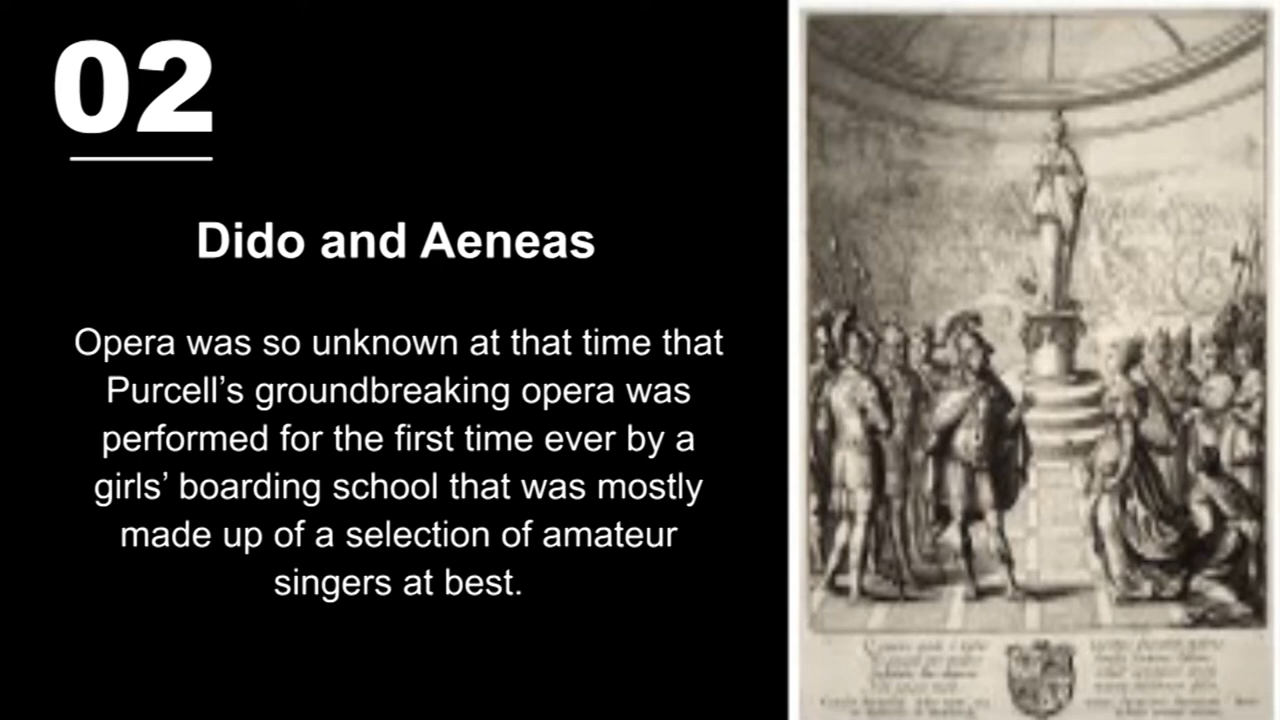 02
Dido and Aeneas
Opera was so unknown at that time that
Purcell’s groundbreaking opera was
performed for the first time ever by a
girls’ boarding school that was mostly
made up of a selection of amateur
singers at best.